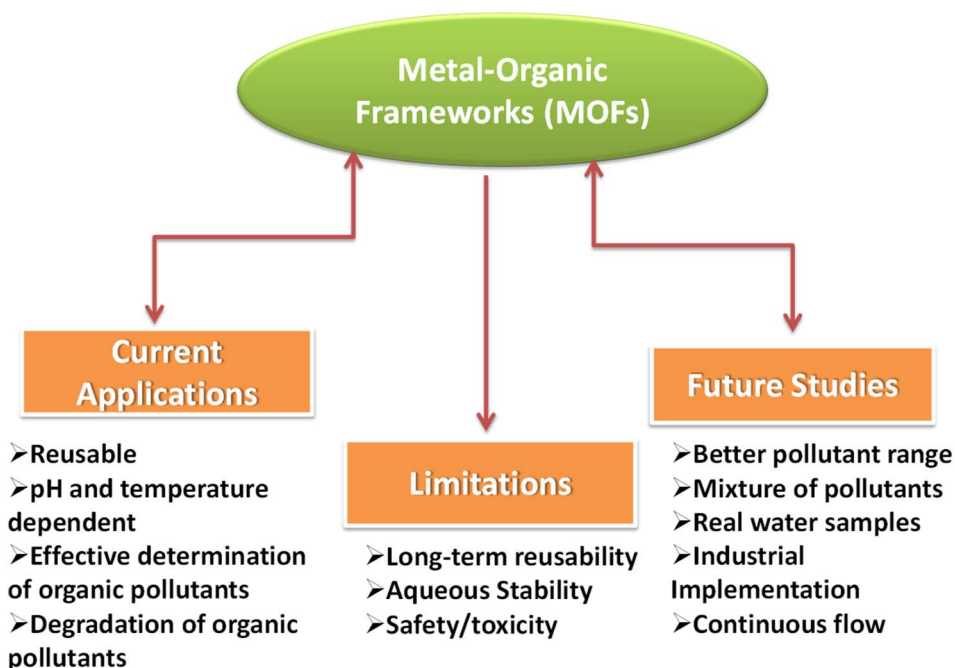 Metal-Organic
Frameworks (MOFs)
Current
Applications
➢Reusable
➢pH and temperature
dependent
➢Effective determination
of organic pollutants
➢Degradation of organic
pollutants
Limitations
➢Long-term reusability
➢Aqueous Stability
➢Safety/toxicity
Future Studies
➢Better pollutant range
➢Mixture of pollutants
➢Real water samples
➢Industrial
Implementation
➢Continuous flow